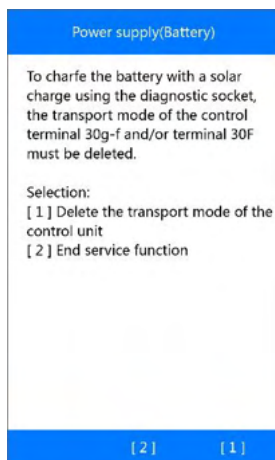 Power supply(Battery)
To charfe the battery with a solar
charge using the diagnostic socket,
the transport mode of the control
terminal 30g-f and/or terminal 30F
must be deleted.
Selection:
[ 1 ] Delete the transport mode of the
control unit
[ 2 ] End service function
[ 2 ] [ 1 ]